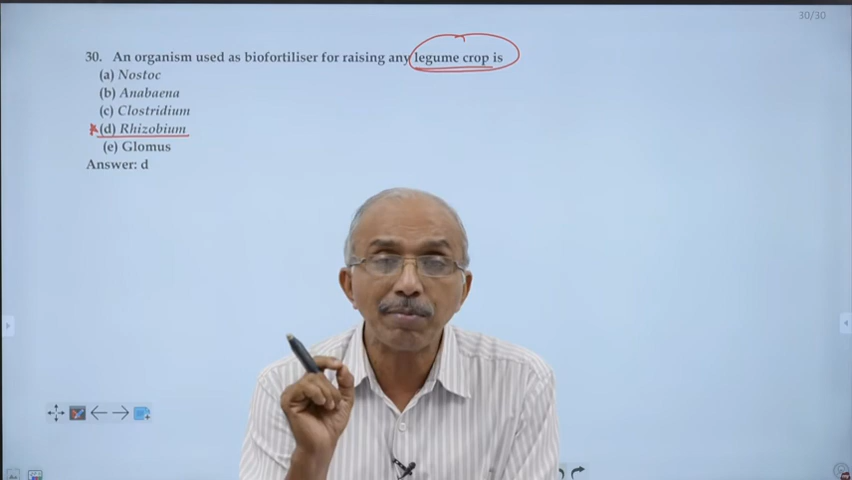 30/30
30. An organism used as biofortiliser for raising any legume crop is
(a) Nostoc
(b) Anabaena
(c) Clostridium
(d) Rhizobium
(e) Glomus
Answer: d